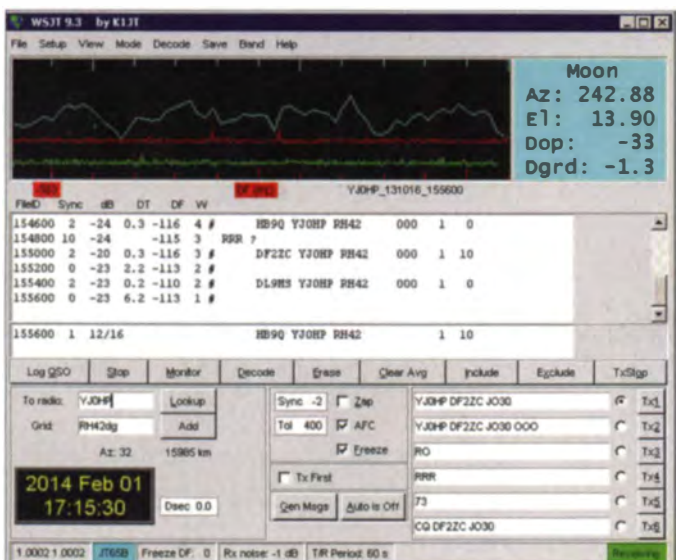 WSJT 9.3 by K1JT
File Setup View Mode Decode Save Band Help
Moon
Az: 242.88
El: 13.90
Dop: -33
Dgrd: -1.3
YJ0HP_131016_155600
FileID Sync dB DT DF W
154600 2 -24 0.3 -116 4 # HB9Q YJ0HP RH42 000 1 0
154800 10 -24 -115 3 RRR ?
155000 2 -20 0.3 -116 3 # DF2ZC YJ0HP RH42 000 1 10
155200 0 -23 2.2 -113 2 #
155400 2 -23 0.2 -110 2 # DL9MS YJ0HP RH42 000 1 0
155600 0 -23 6.2 -113 1 #
155600 1 12/16 HB9Q YJ0HP RH42 1 10
Log QSO Stop Monitor Decode Erase Clear Avg Include Exclude TxStop
To radio: YJ0HP Lookup
Grid: RH42dg Add
Az: 32 15985 km
2014 Feb 01
17:15:30
Dsec 0.0
Sync -2 Zap
Tol 400 AFC
Freeze
Tx First
Gen Msgs Auto is Off
YJ0HP DF2ZC JO30 Tx1
YJ0HP DF2ZC JO30 OOO Tx2
RO Tx3
RRR Tx4
73 Tx5
CQ DF2ZC JO30 Tx6
1.0002 1.0002 JT65B Freeze DF: 0 Rx noise: -1 dB T/R Period: 60 s Receiving